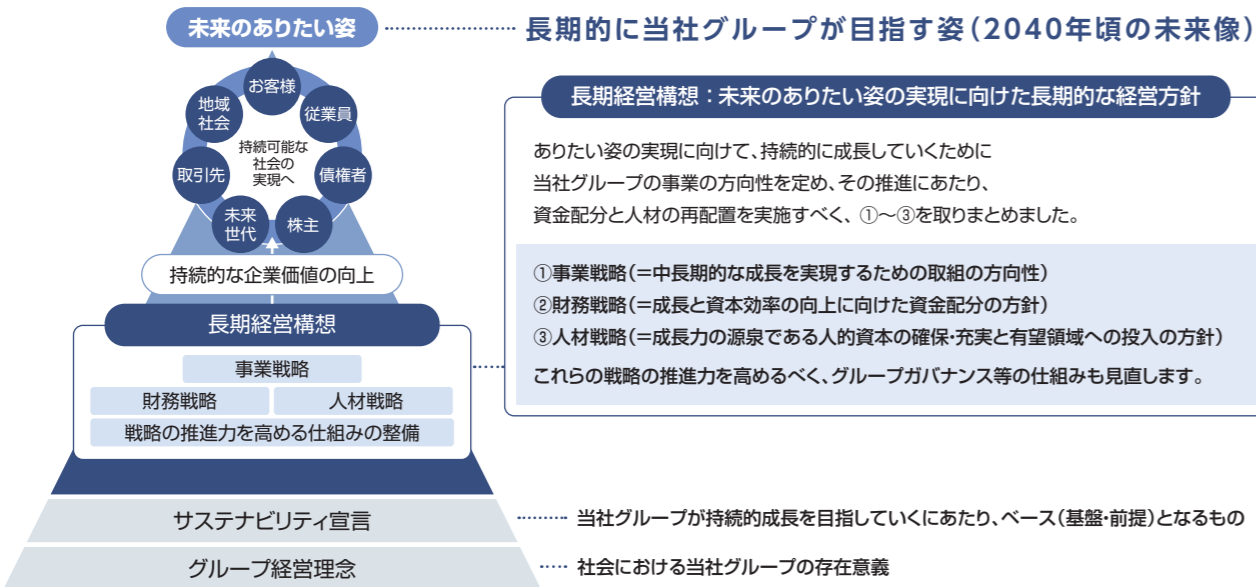 未来のありたい姿
長期的に当社グループが目指す姿(2040年頃の未来像)
お客様
地域
社会
従業員
持続可能な
社会の
実現へ
取引先
債権者
未来
世代
株主
持続的な企業価値の向上
長期経営構想
事業戦略
財務戦略
人材戦略
戦略の推進力を高める仕組みの整備
長期経営構想:未来のありたい姿の実現に向けた長期的な経営方針
ありたい姿の実現に向けて、持続的に成長していくために
当社グループの事業の方向性を定め、その推進にあたり、
資金配分と人材の再配置を実施すべく、①〜③を取りまとめました。
①事業戦略(=中長期的な成長を実現するための取組の方向性)
②財務戦略(=成長と資本効率の向上に向けた資金配分の方針)
③人材戦略(=成長力の源泉である人的資本の確保・充実と有望領域への投入の方針)
これらの戦略の推進力を高めるべく、グループガバナンス等の仕組みも見直します。
サステナビリティ宣言
当社グループが持続的成長を目指していくにあたり、ベース(基盤・前提)となるもの
グループ経営理念
社会における当社グループの存在意義